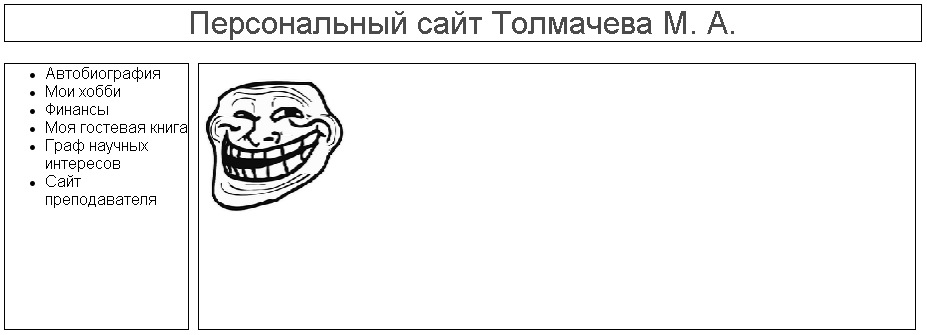 Персональный сайт Толмачева М. А.
Автобиография
Мои хобби
Финансы
Моя гостевая книга
Граф научных
интересов
Сайт
преподавателя